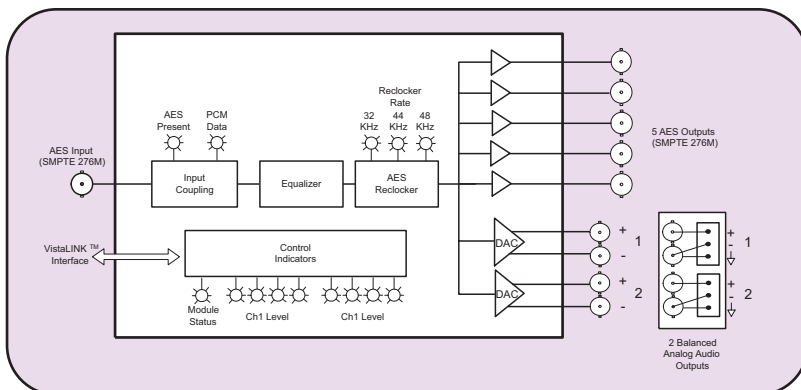 Reclocker
Rate
AES
Present
PCM
Data
32
KHz
44
KHz
48
KHz
AES Input
(SMPTE 276M)
Input
Coupling
Equalizer
AES
Reclocker
5 AES Outputs
(SMPTE 276M)
VistaLINK ™
Interface
Control
Indicators
Module
Status
Ch1 Level
Ch1 Level
DAC
+
-
1
DAC
+
-
2
+
-
1
+
-
2
2 Balanced
Analog Audio
Outputs